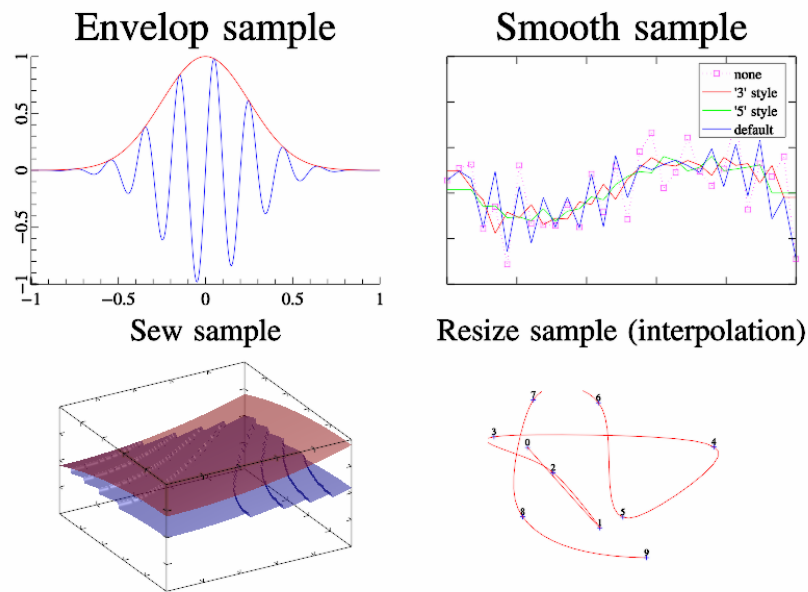 Envelop sample
1
0.5
0
−0.5
−1
−1
−0.5
0
0.5
1
Smooth sample
none
'3' style
'5' style
default
Sew sample
Resize sample (interpolation)
7
6
3
0
4
2
8
5
1
9